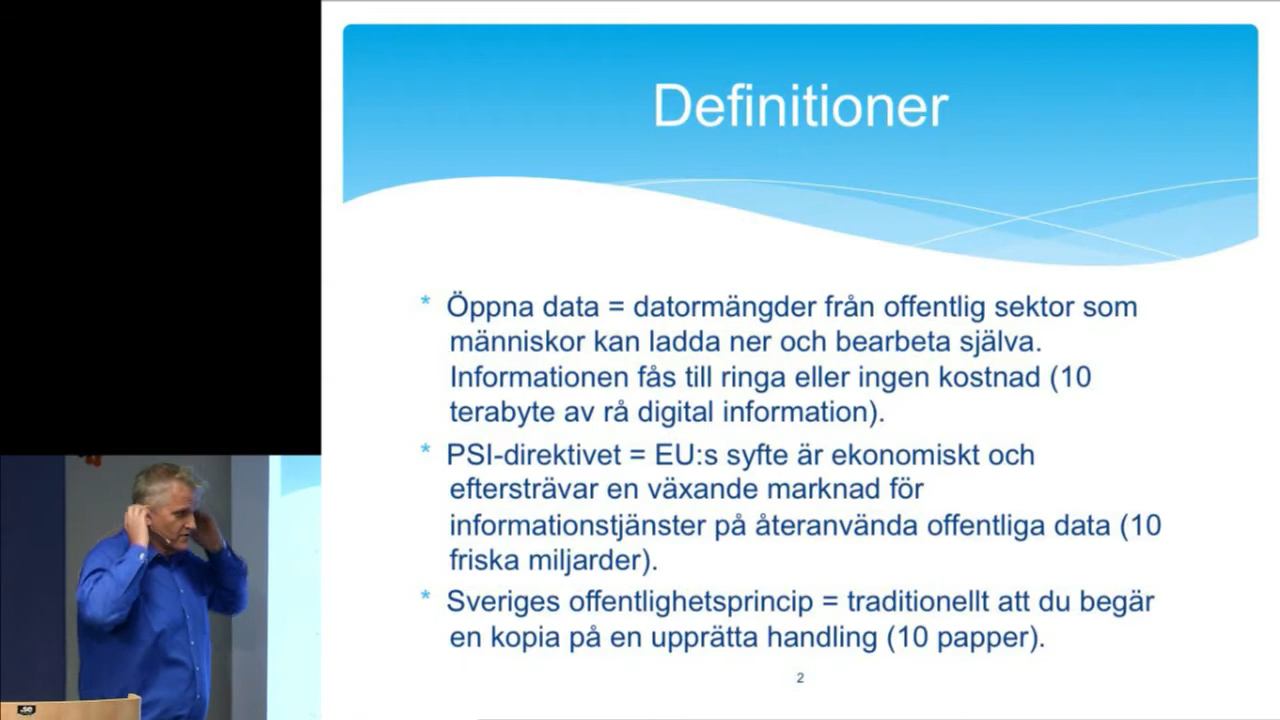 Definitioner
* Öppna data = datormängder från offentlig sektor som
människor kan ladda ner och bearbeta själva.
Informationen fås till ringa eller ingen kostnad (10
terabyte av rå digital information).
* PSI-direktivet = EU:s syfte är ekonomiskt och
eftersträvar en växande marknad för
informationstjänster på återanvända offentliga data (10
friska miljarder).
* Sveriges offentlighetsprincip = traditionellt att du begär
en kopia på en upprätta handling (10 papper).
2
.se